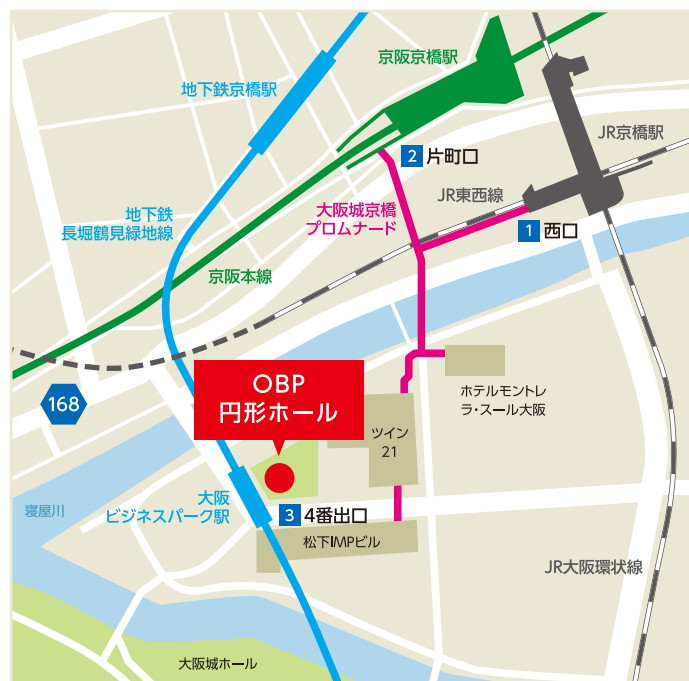 京阪京橋駅
地下鉄京橋駅
JR京橋駅
2 片町口
JR東西線
大阪城京橋
プロムナード
地下鉄
長堀鶴見緑地線
1 西口
京阪本線
OBP
円形ホール
168
ホテルモントレ
ラ・スール大阪
ツイン
21
大阪
ビジネスパーク駅
寝屋川
3 4番出口
松下IMPビル
JR大阪環状線
大阪城ホール